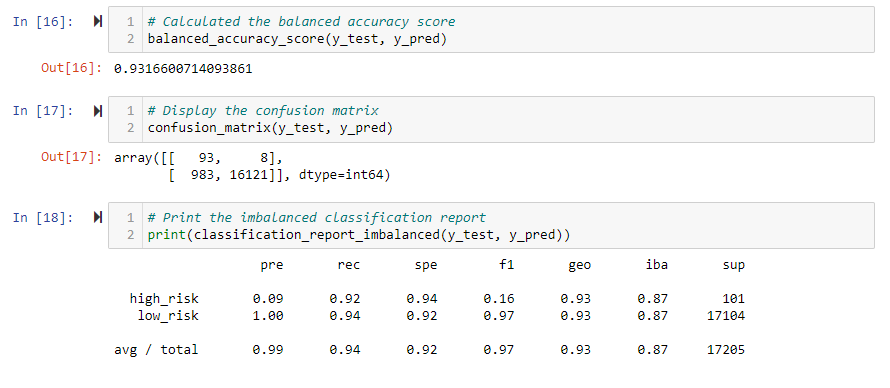 In [16]: 1 # Calculated the balanced accuracy score
2 balanced_accuracy_score(y_test, y_pred)
Out[16]: 0.9316600714093861
In [17]: 1 # Display the confusion matrix
2 confusion_matrix(y_test, y_pred)
Out[17]: array([[   93,     8],
[  983, 16121]], dtype=int64)
In [18]: 1 # Print the imbalanced classification report
2 print(classification_report_imbalanced(y_test, y_pred))
pre rec spe f1 geo iba sup
high_risk 0.09 0.92 0.94 0.16 0.93 0.87 101
low_risk 1.00 0.94 0.92 0.97 0.93 0.87 17104
avg / total 0.99 0.94 0.92 0.97 0.93 0.87 17205